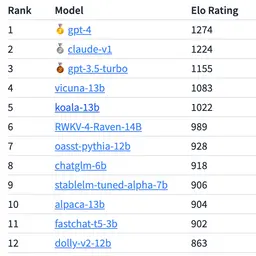 Rank Model Elo Rating
1 🥇 gpt-4 1274
2 🥈 claude-v1 1224
3 🥉 gpt-3.5-turbo 1155
4 vicuna-13b 1083
5 koala-13b 1022
6 RWKV-4-Raven-14B 989
7 oasst-pythia-12b 928
8 chatglm-6b 918
9 stablelm-tuned-alpha-7b 906
10 alpaca-13b 904
11 fastchat-t5-3b 902
12 dolly-v2-12b 863